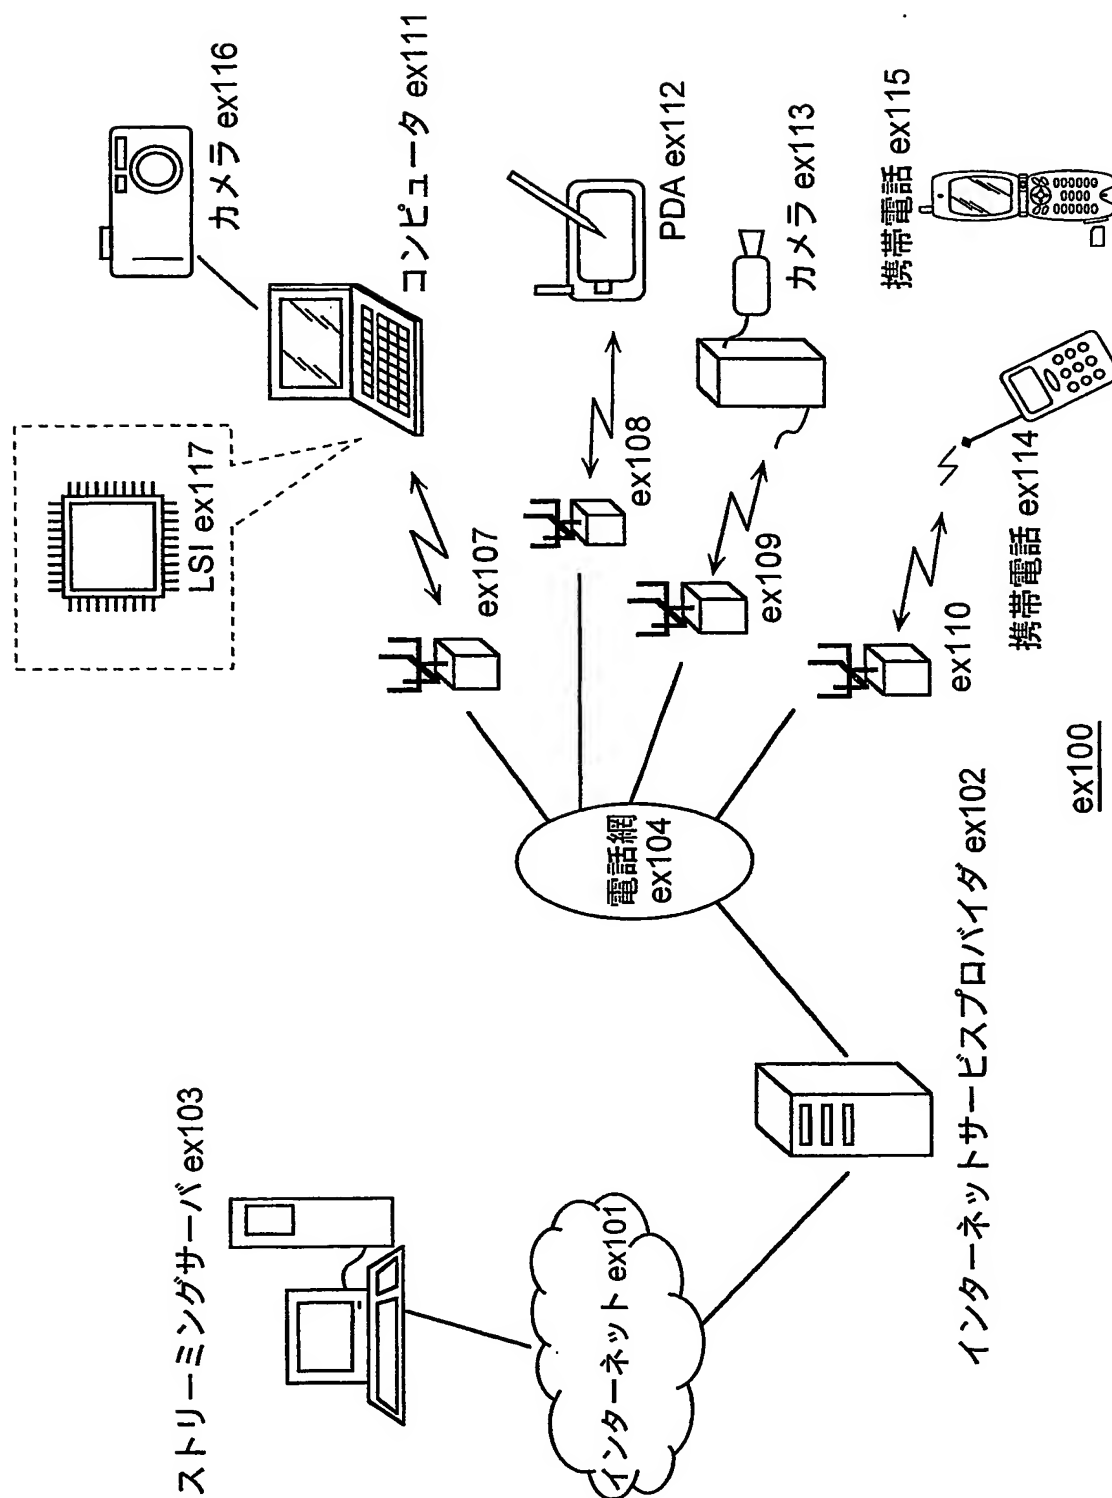 ストリーミングサーバ ex103
インターネット ex101
インターネットサービスプロバイダ ex102
電話網
ex104
ex107
ex108
ex109
ex110
LSI ex117
カメラ ex116
コンピュータ ex111
PDA ex112
カメラ ex113
携帯電話 ex114
携帯電話 ex115
ex100